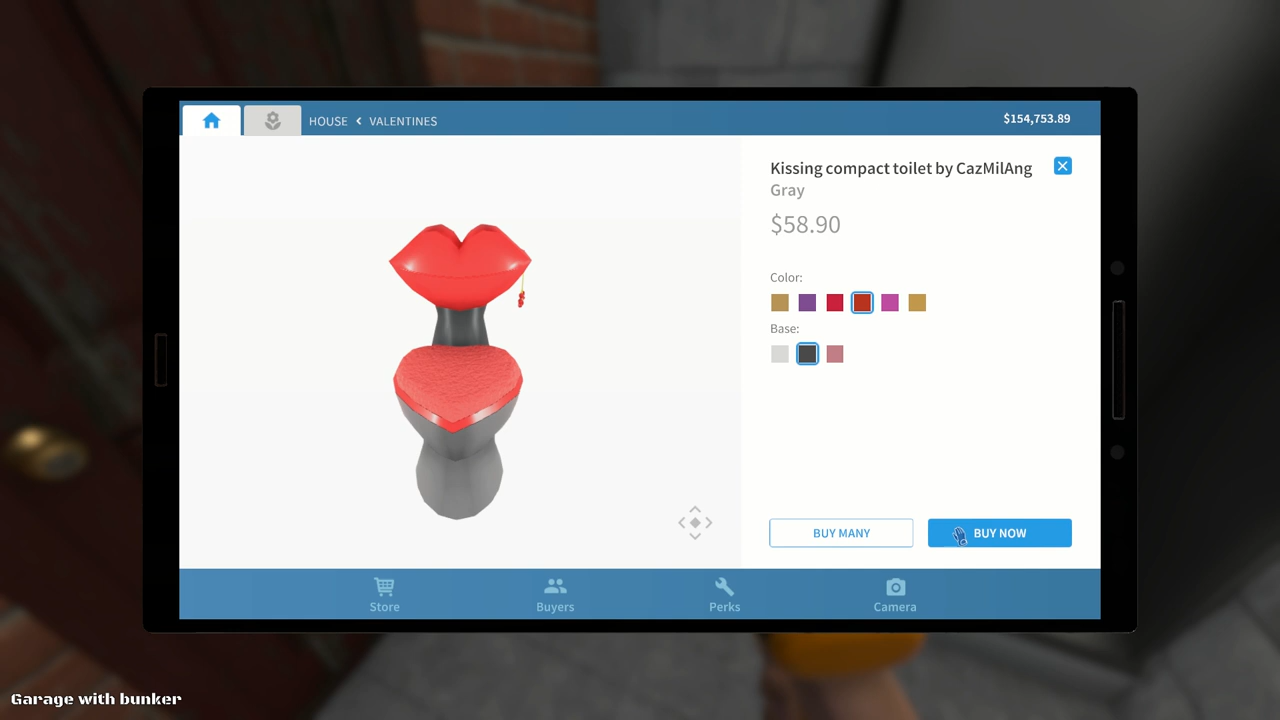 HOUSE < VALENTINES
$154,753.89
Kissing compact toilet by CazMilAng
Gray
$58.90
Color:
Base:
BUY MANY
BUY NOW
Store
Buyers
Perks
Camera
Garage with bunker